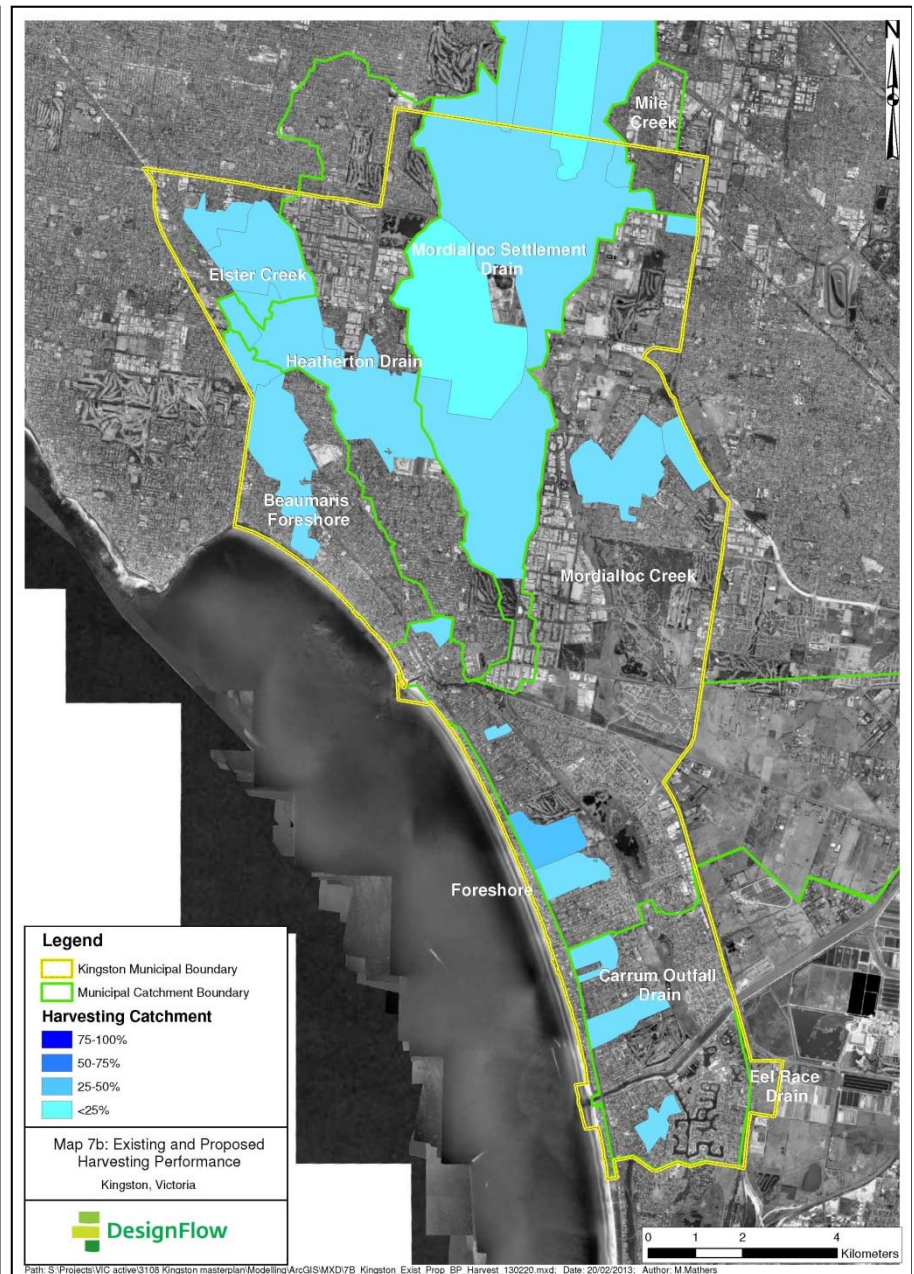 N
Mile
Creek
Mordialloc Settlement
Drain
Elster Creek
Heatherton Drain
Beaumaris
Foreshore
Mordialloc Creek
Foreshore
Carrum Outfall
Drain
Eel Race
Drain
Legend
Kingston Municipal Boundary
Municipal Catchment Boundary
Harvesting Catchment
75-100%
50-75%
25-50%
<25%
Map 7b: Existing and Proposed
Harvesting Performance
Kingston, Victoria
DesignFlow
0 1 2 4
Kilometers
Path: S:\Projects\VIC active\3108 Kingston masterplan\Modelling\ArcGIS\MXD\7B_Kingston_Exist_Prop_BP_Harvest_130220.mxd; Date: 20/02/2013; Author: M.Mathers